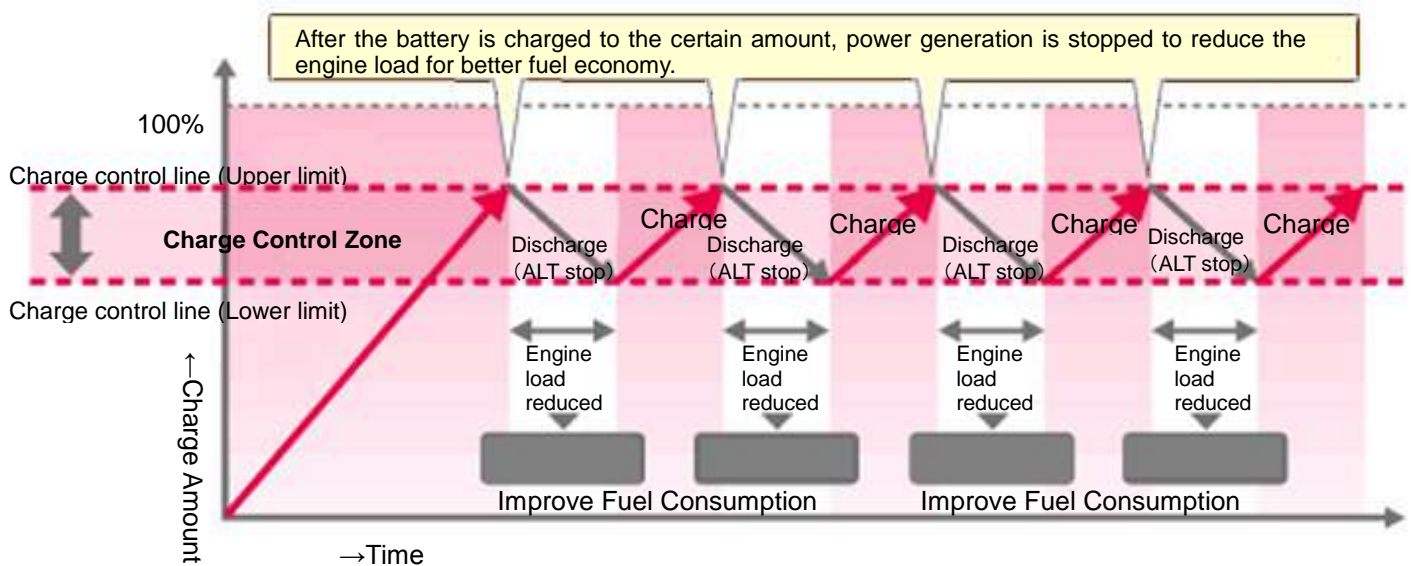 After the battery is charged to the certain amount, power generation is stopped to reduce the
engine load for better fuel economy.
100%
Charge control line (Upper limit)
Charge Control Zone
Charge control line (Lower limit)
Discharge
（ALT stop）
Charge
Discharge
（ALT stop）
Charge
Discharge
（ALT stop）
Charge
Discharge
（ALT stop）
Charge
Engine
load
reduced
Engine
load
reduced
Engine
load
reduced
Engine
load
reduced
Improve Fuel Consumption
Improve Fuel Consumption
←Charge Amount
→Time